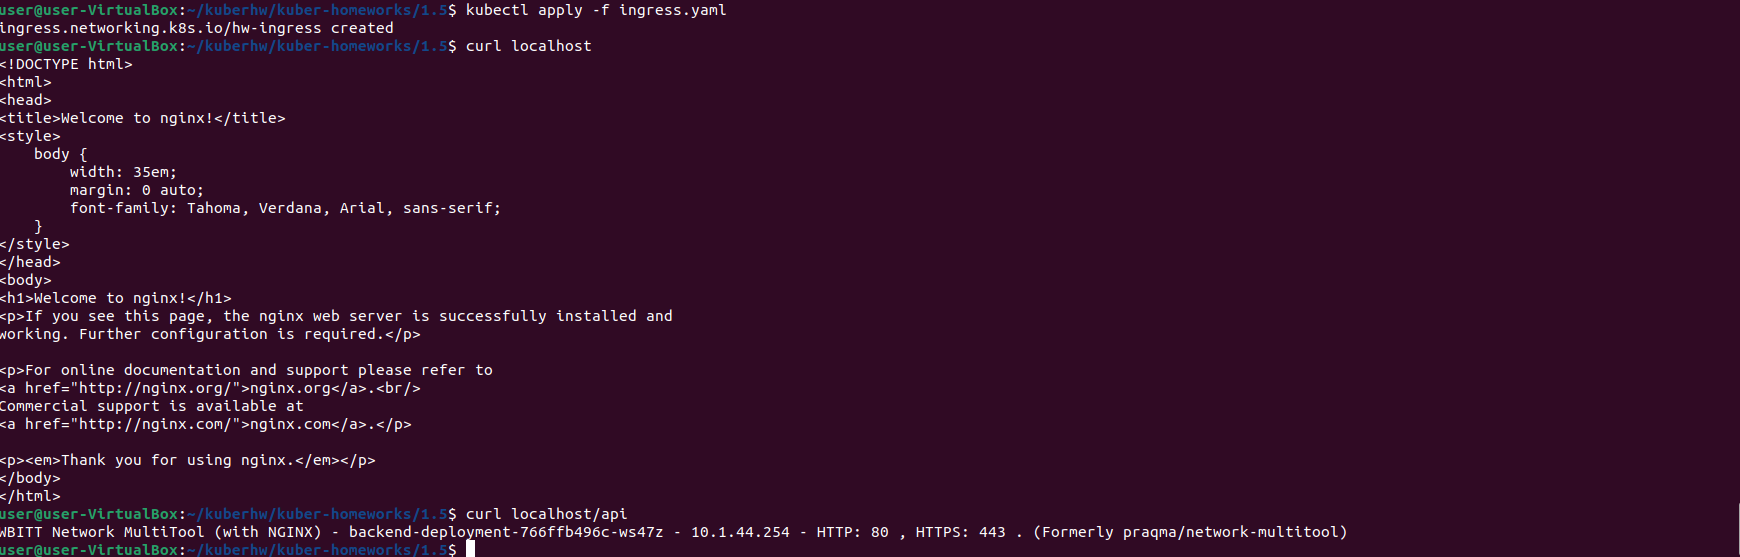 user@user-VirtualBox:~/kuberhw/kuber-homeworks/1.5$ kubectl apply -f ingress.yaml
ingress.networking.k8s.io/hw-ingress created
user@user-VirtualBox:~/kuberhw/kuber-homeworks/1.5$ curl localhost
<!DOCTYPE html>
<html>
<head>
<title>Welcome to nginx!</title>
<style>
    body {
        width: 35em;
        margin: 0 auto;
        font-family: Tahoma, Verdana, Arial, sans-serif;
    }
</style>
</head>
<body>
<h1>Welcome to nginx!</h1>
<p>If you see this page, the nginx web server is successfully installed and
working. Further configuration is required.</p>

<p>For online documentation and support please refer to
<a href="http://nginx.org/">nginx.org</a>.<br/>
Commercial support is available at
<a href="http://nginx.com/">nginx.com</a>.</p>

<p><em>Thank you for using nginx.</em></p>
</body>
</html>
user@user-VirtualBox:~/kuberhw/kuber-homeworks/1.5$ curl localhost/api
WBITT Network MultiTool (with NGINX) - backend-deployment-766ffb496c-ws47z - 10.1.44.254 - HTTP: 80 , HTTPS: 443 . (Formerly praqma/network-multitool)
user@user-VirtualBox:~/kuberhw/kuber-homeworks/1.5$